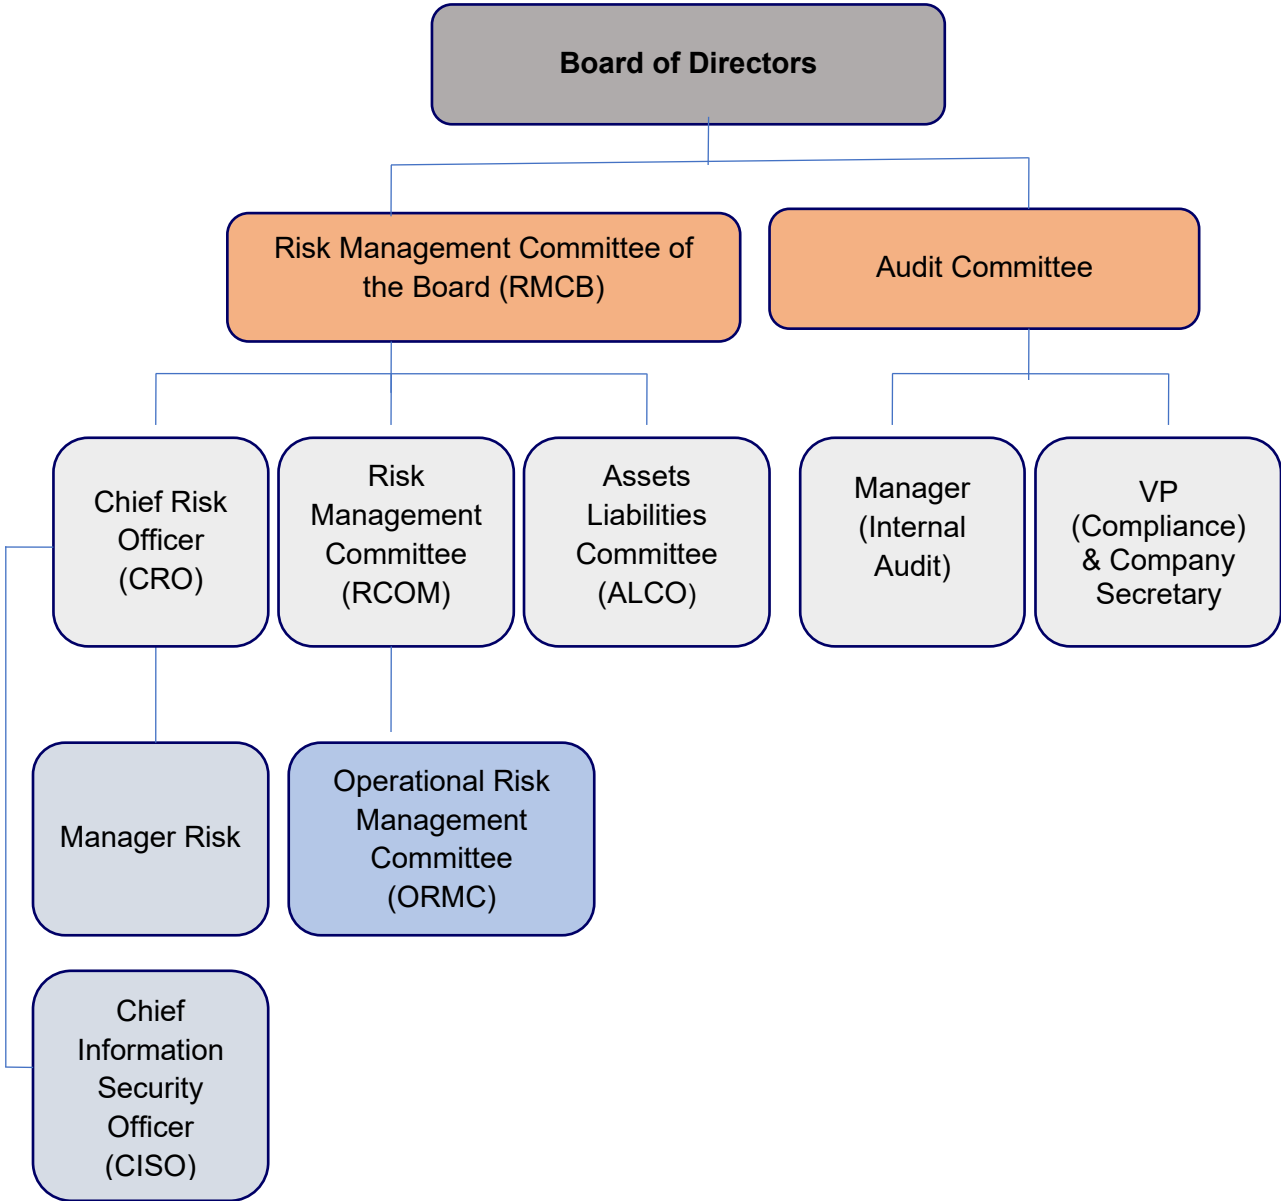 Board of Directors
Risk Management Committee of
the Board (RMCB)
Audit Committee
Chief Risk
Officer
(CRO)
Risk
Management
Committee
(RCOM)
Assets
Liabilities
Committee
(ALCO)
Manager
(Internal
Audit)
VP
(Compliance)
& Company
Secretary
Manager Risk
Operational Risk
Management
Committee
(ORMC)
Chief
Information
Security
Officer
(CISO)